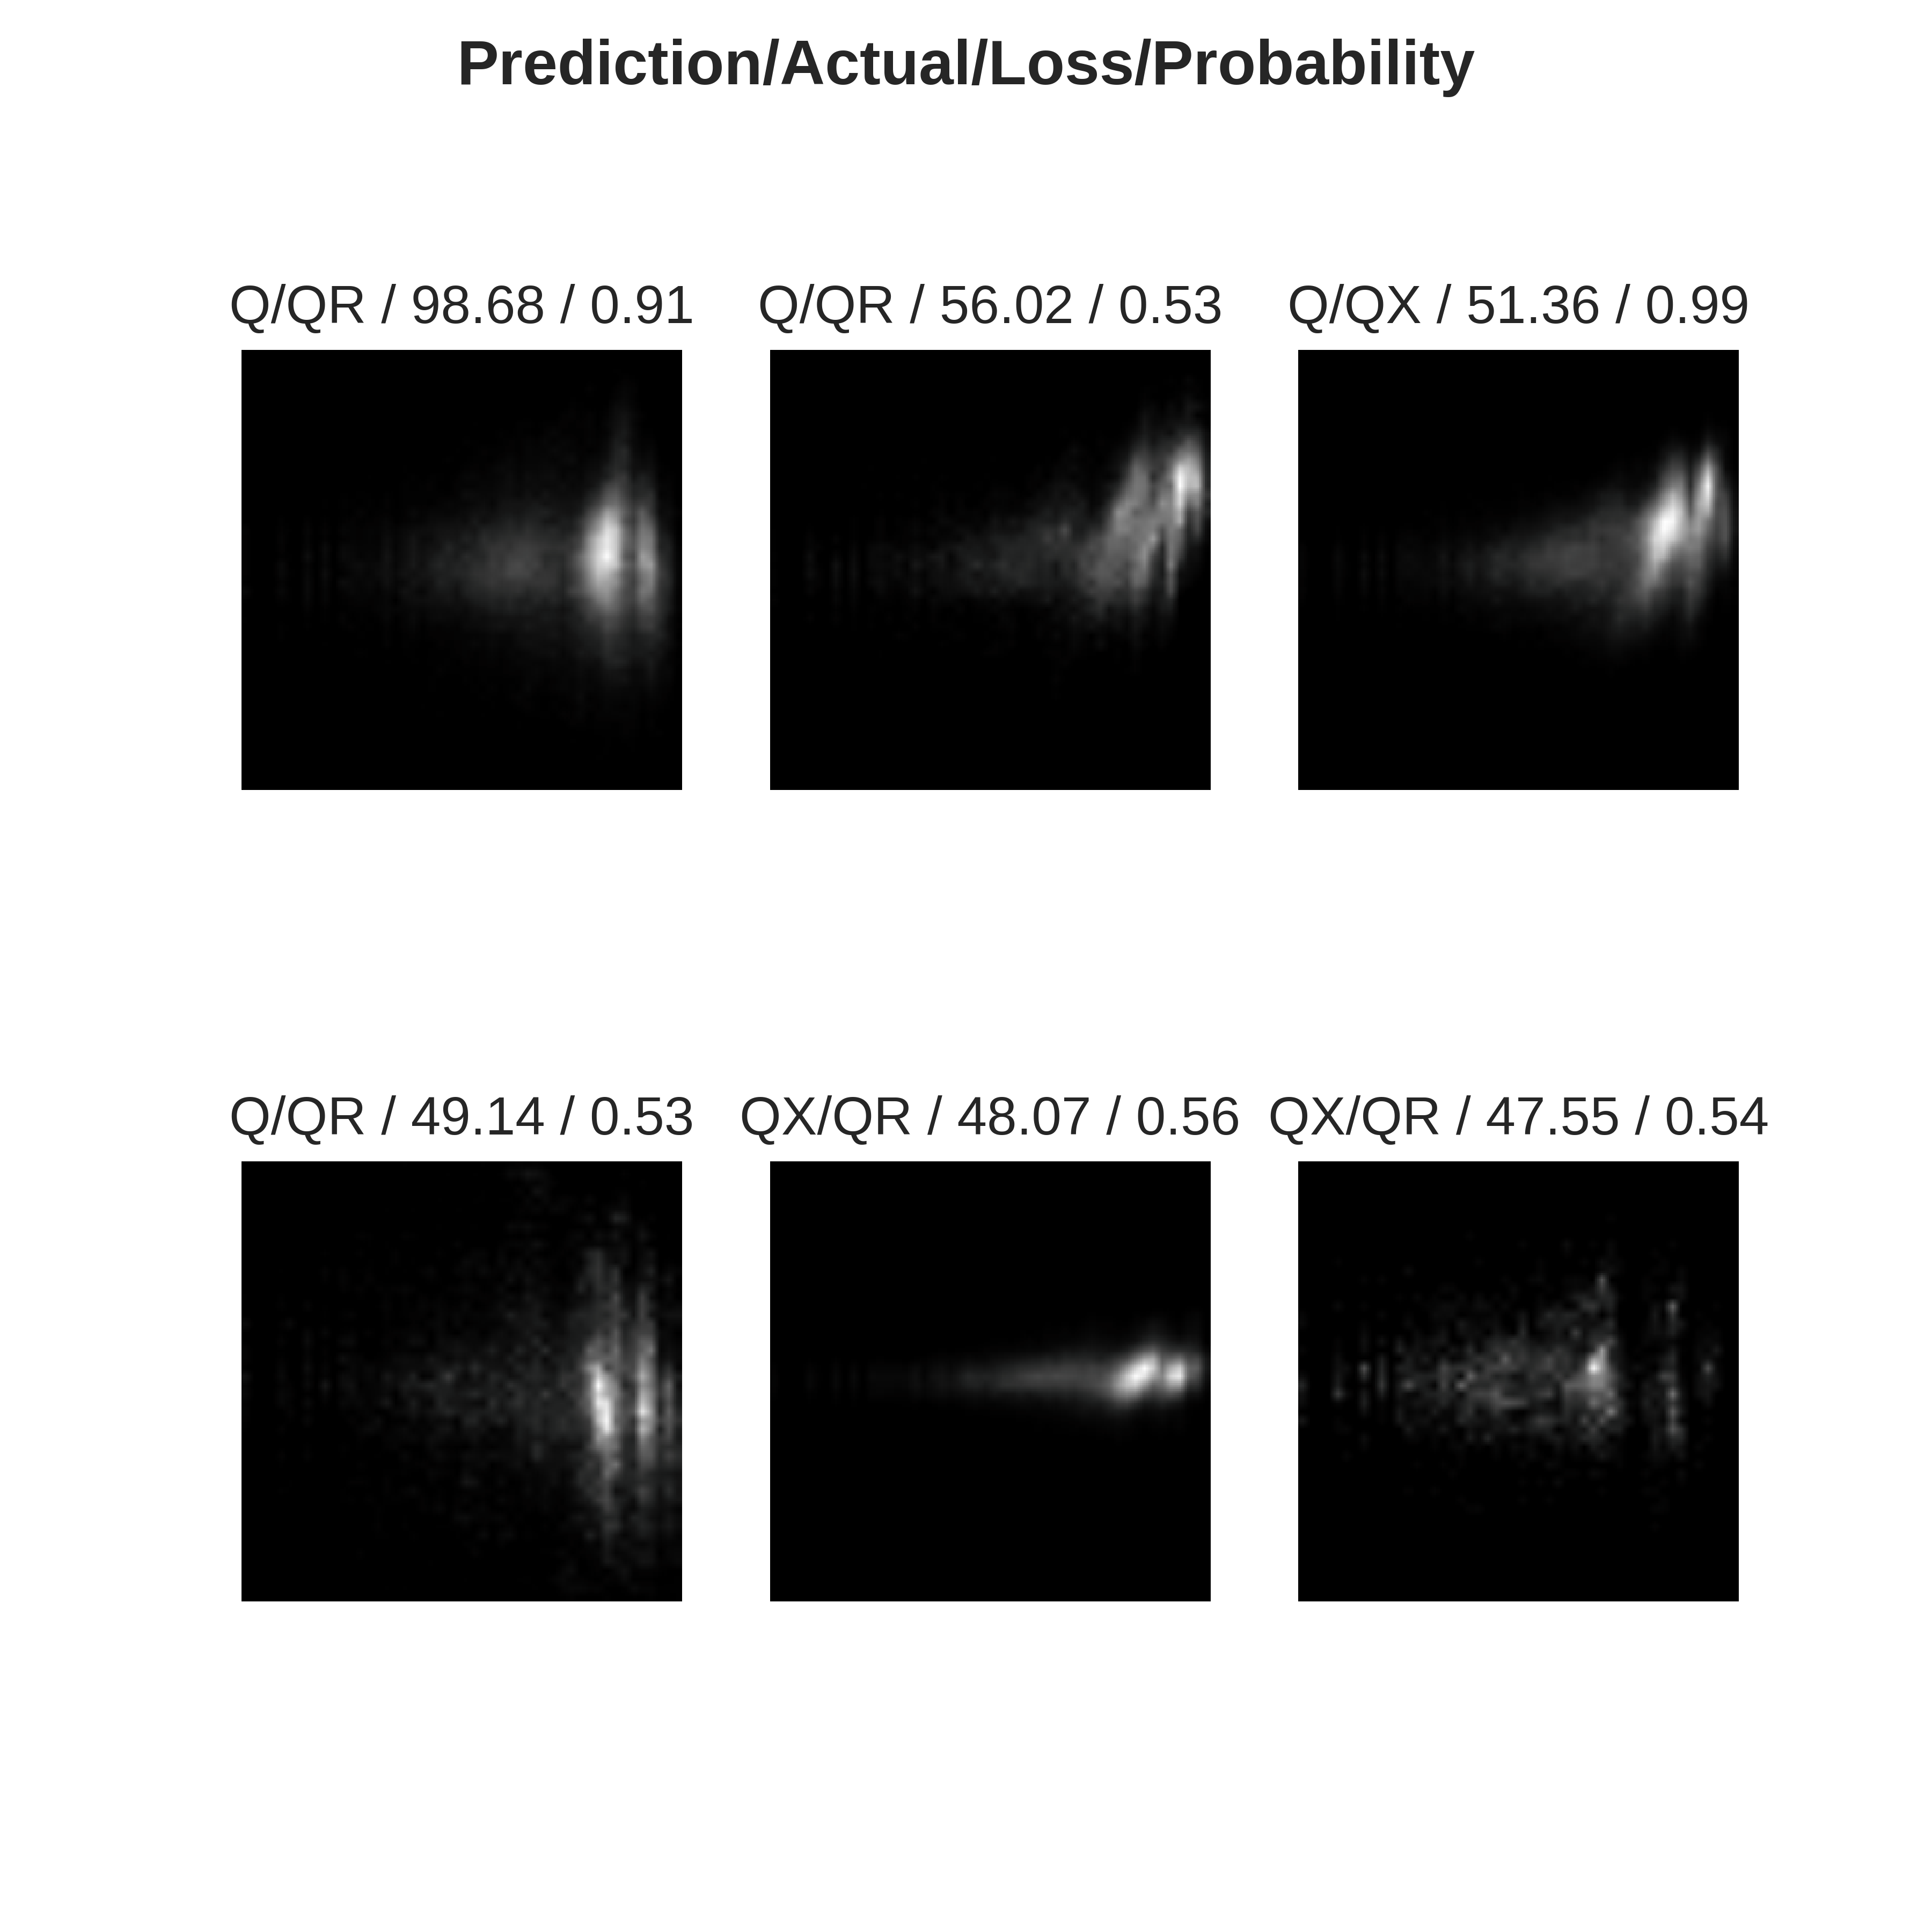 Prediction/Actual/Loss/Probability
Q/QR / 98.68 / 0.91
Q/QR / 56.02 / 0.53
Q/QX / 51.36 / 0.99
Q/QR / 49.14 / 0.53
QX/QR / 48.07 / 0.56
QX/QR / 47.55 / 0.54